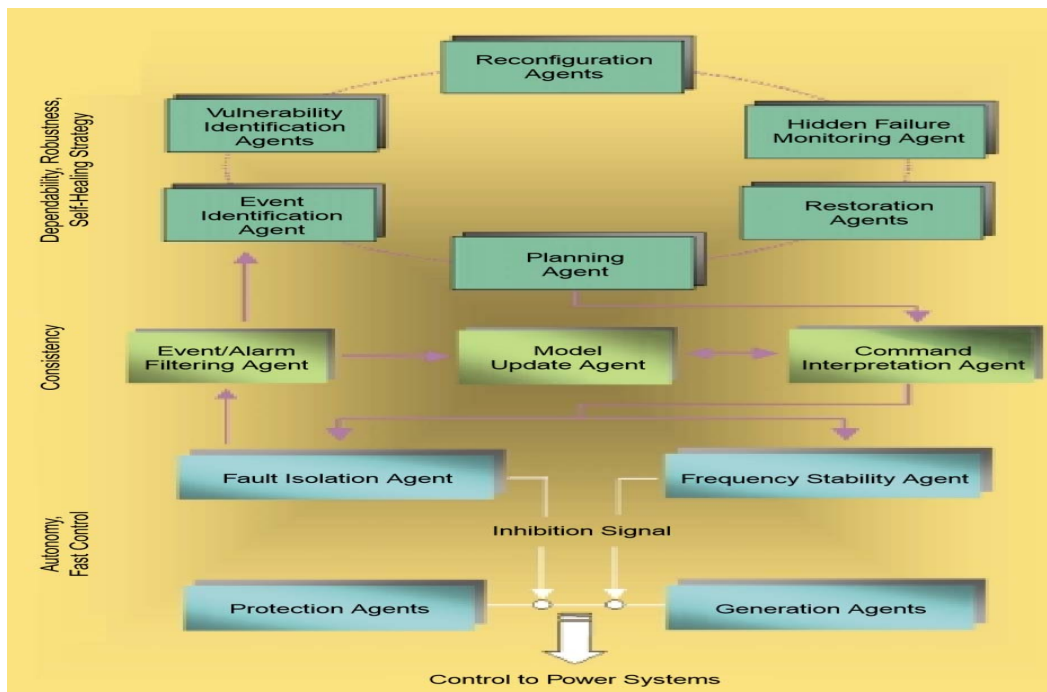 Reconfiguration
Agents
Vulnerability
Identification
Agents
Hidden Failure
Monitoring Agent
Dependability, Robustness,
Self-Healing Strategy
Event
Identification
Agent
Restoration
Agents
Planning
Agent
Consistency
Event/Alarm
Filtering Agent
Model
Update Agent
Command
Interpretation Agent
Autonomy,
Fast Control
Fault Isolation Agent
Frequency Stability Agent
Inhibition Signal
Protection Agents
Generation Agents
Control to Power Systems